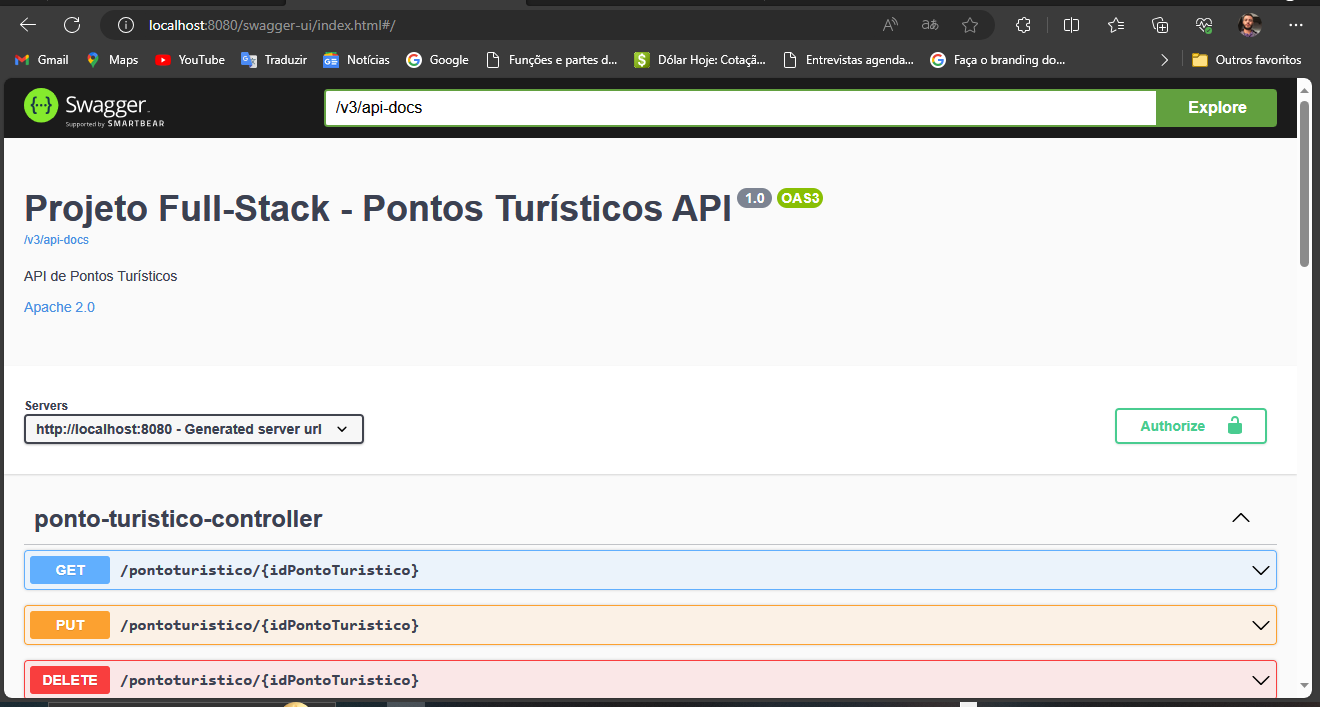 localhost:8080/swagger-ui/index.html#/
Gmail Maps YouTube Traduzir Notícias Google Funções e partes d... Dólar Hoje: Cotaçã... Entrevistas agenda... Faça o branding do... Outros favoritos
Swagger
Supported by SMARTBEAR
/v3/api-docs
Explore
Projeto Full-Stack - Pontos Turísticos API 1.0 OAS3
/v3/api-docs
API de Pontos Turísticos
Apache 2.0
Servers
http://localhost:8080 - Generated server url
Authorize
ponto-turistico-controller
GET /pontoturistico/{idPontoTuristico}
PUT /pontoturistico/{idPontoTuristico}
DELETE /pontoturistico/{idPontoTuristico}